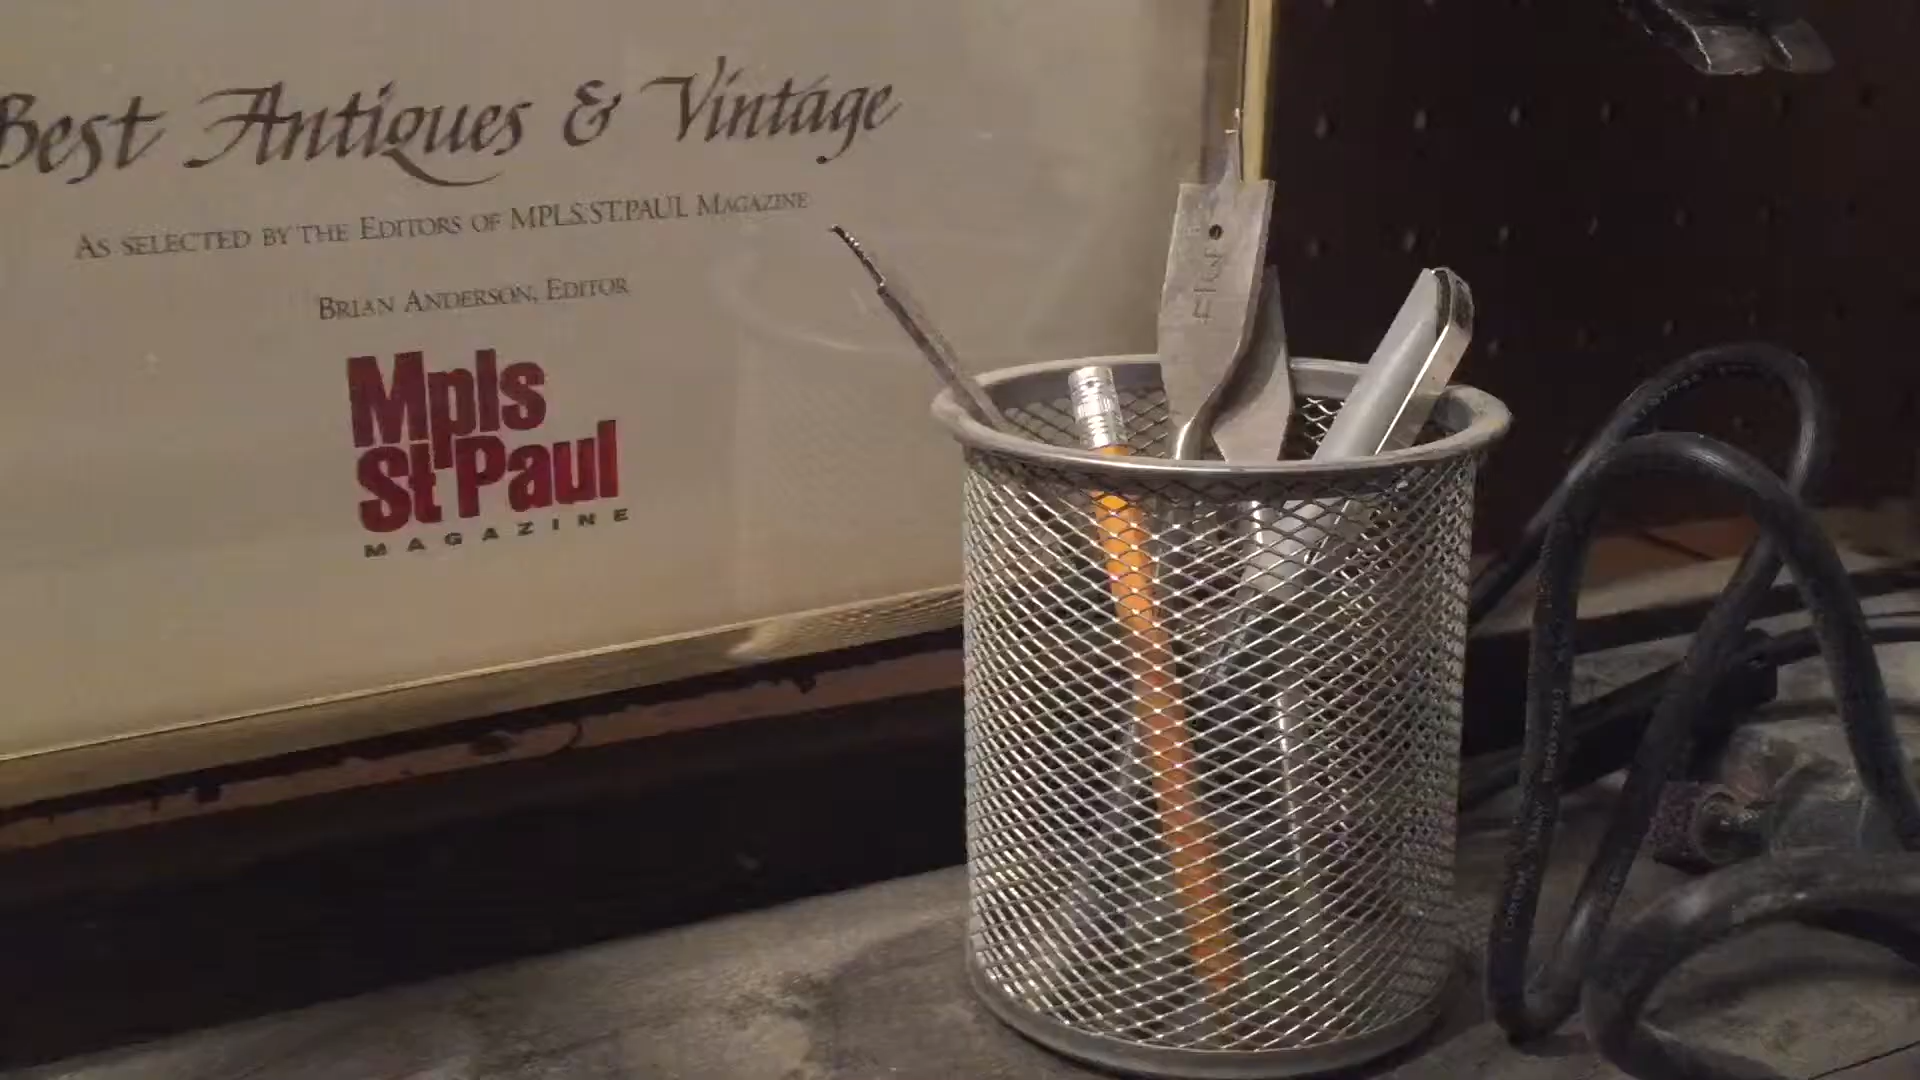 Best Antiques & Vintage
AS SELECTED BY THE EDITORS OF MPLS.ST.PAUL MAGAZINE
BRIAN ANDERSON, EDITOR
Mpls
St Paul
MAGAZINE